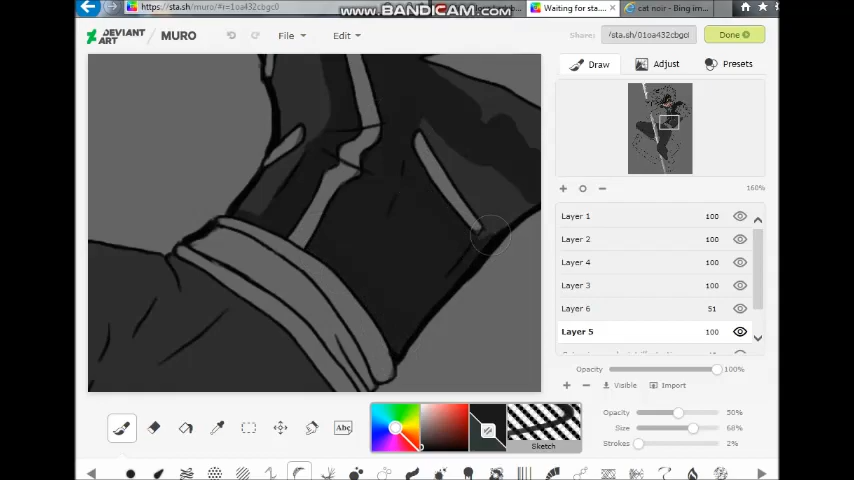 https://sta.sh/muro/#r=1oa432cbgc0
www.BANDICAM.com
Waiting for sta....
cat noir - Bing im...
DEVIANT ART MURO
File
Edit
Share:
/sta.sh/01oa432cbgcl
Done
Draw
Adjust
Presets
160%
Layer 1 100
Layer 2 100
Layer 4 100
Layer 3 100
Layer 6 51
Layer 5 100
Opacity 100%
Visible
Import
Abc
Sketch
Opacity 50%
Size 68%
Strokes 2%